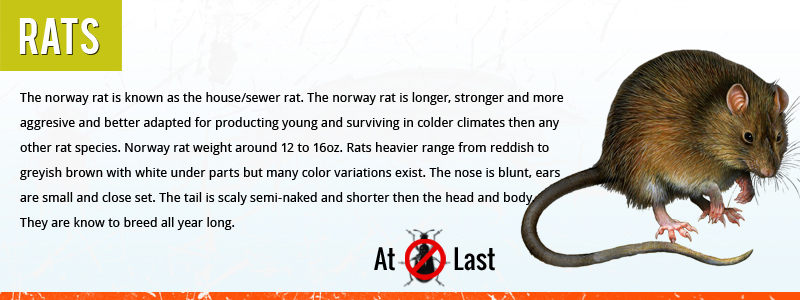 RATS
The norway rat is known as the house/sewer rat. The norway rat is longer, stronger and more
aggresive and better adapted for producting young and surviving in colder climates then any
other rat species. Norway rat weight around 12 to 16oz. Rats heavier range from reddish to
greyish brown with white under parts but many color variations exist. The nose is blunt, ears
are small and close set. The tail is scaly semi-naked and shorter then the head and body.
They are know to breed all year long.
At Last